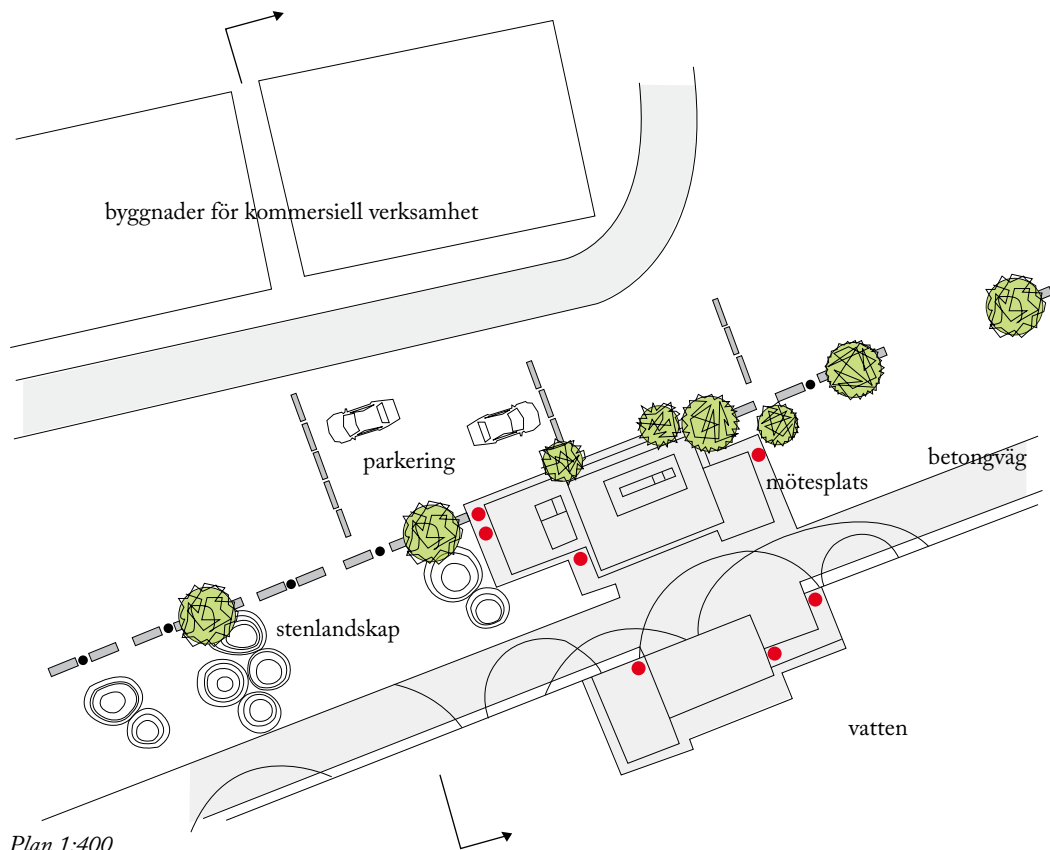 byggnader för kommersiell verksamhet
parkering
betongväg
mötesplats
stenlandskap
vatten
Plan 1:400